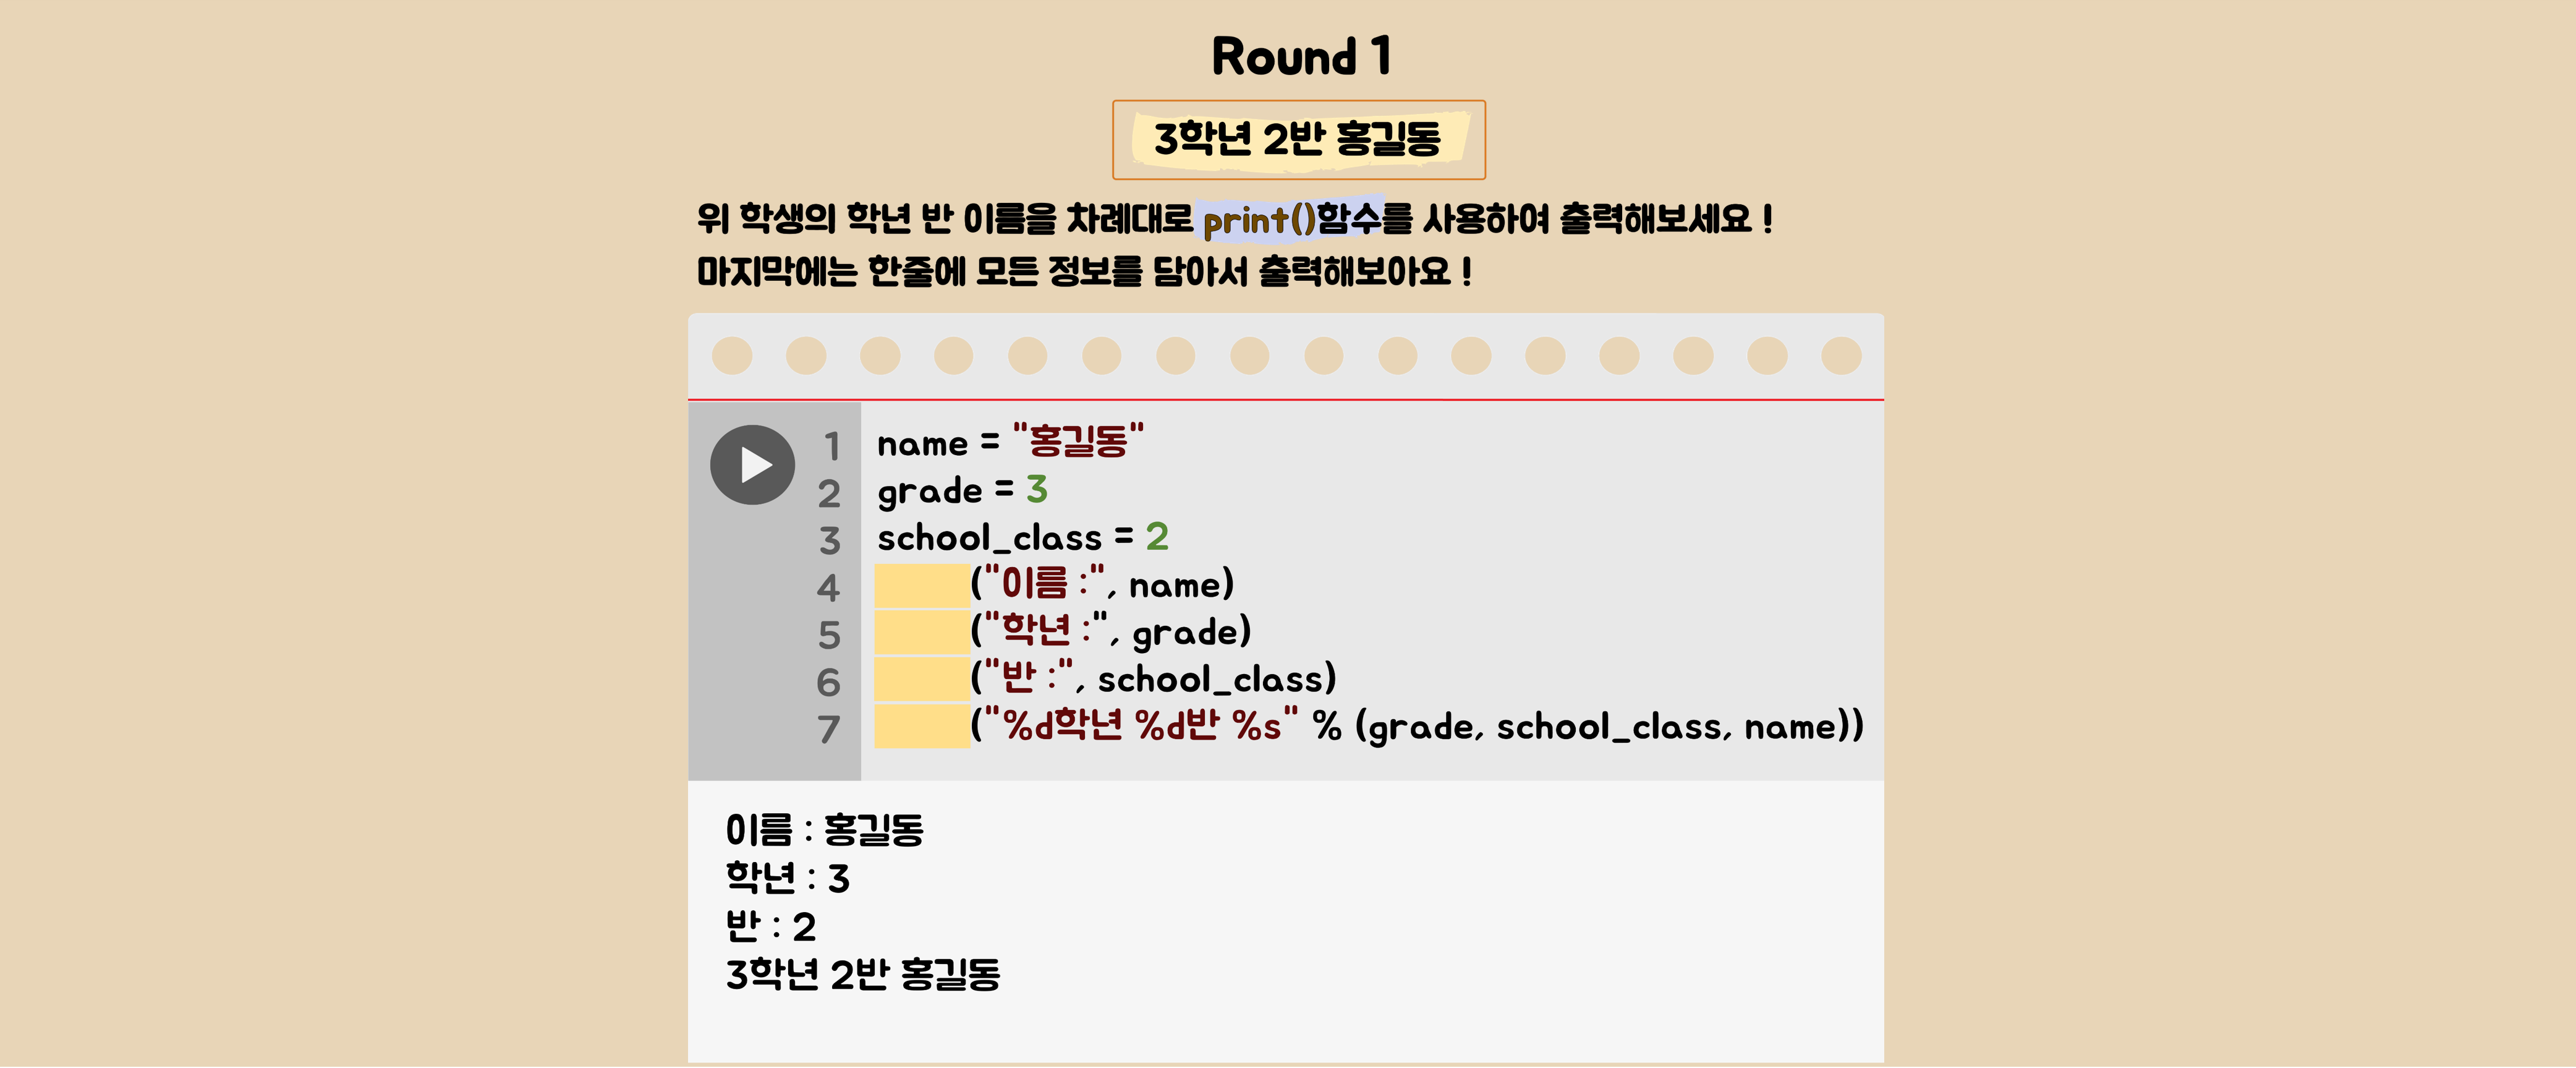 Round 1
3학년 2반 홍길동
위 학생의 학년 반 이름을 차례대로 print()함수를 사용하여 출력해보세요 !
마지막에는 한줄에 모든 정보를 담아서 출력해보아요 !
1 name = "홍길동"
2 grade = 3
3 school_class = 2
4 ("이름 :", name)
5 ("학년 :", grade)
6 ("반 :", school_class)
7 ("%d학년 %d반 %s" % (grade, school_class, name))
이름 : 홍길동
학년 : 3
반 : 2
3학년 2반 홍길동